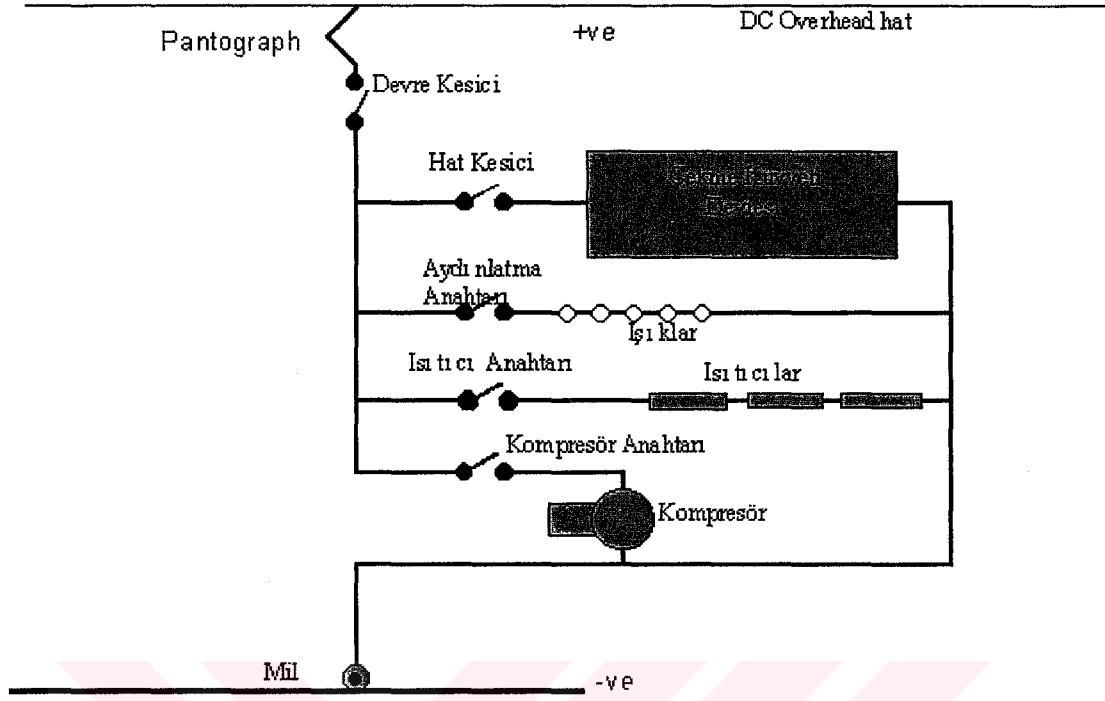 DC Overhead hat
+ve
Pantograph
Devre Kesici
Hat Kesici
Aydınlatma
Anahtarı
Işıklar
Isıtıcı Anahtarı
Isıtıcılar
Kompresör Anahtarı
Kompresör
Mil
-ve